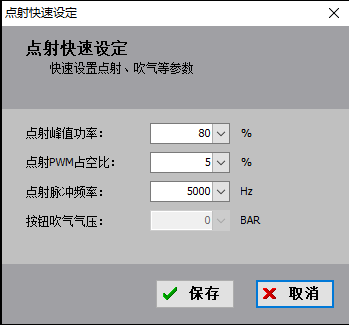 点射快速设定
点射快速设定
快速设置点射、吹气等参数
点射峰值功率： 80 %
点射PWM占空比： 5 %
点射脉冲频率： 5000 Hz
按钮吹气气压： 0 BAR
保存 取消